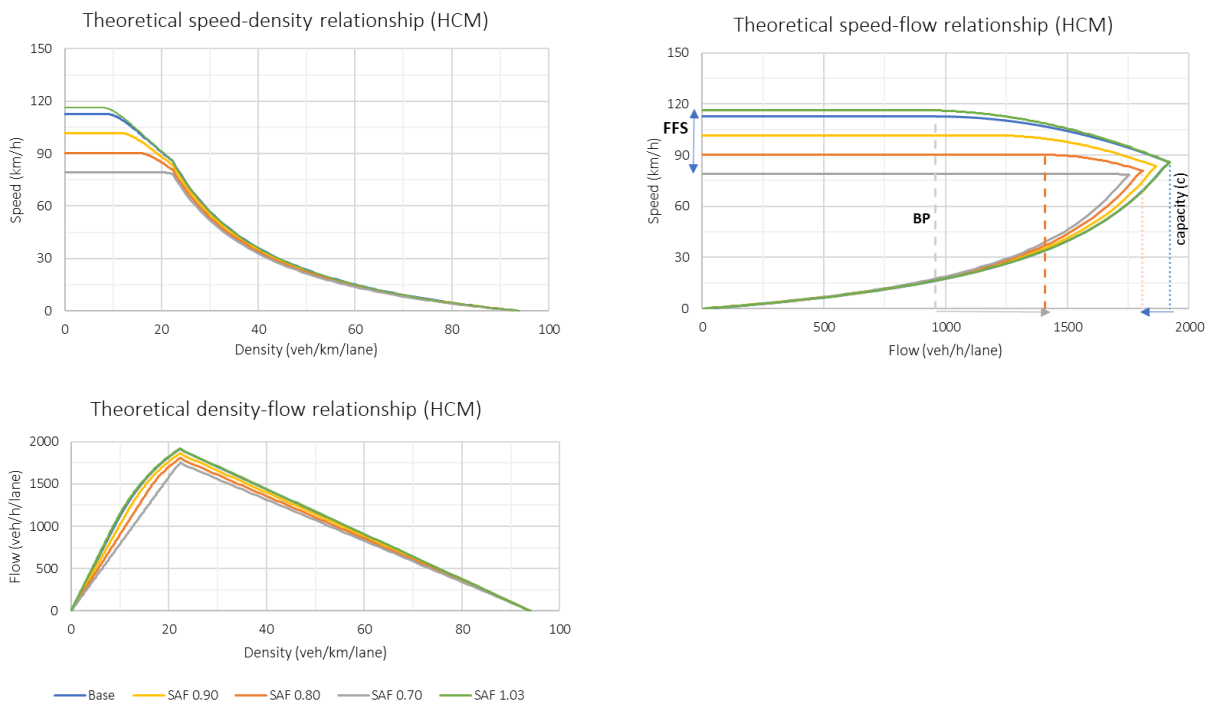 Theoretical speed-density relationship (HCM)
150
120
90
60
30
0
Speed (km/h)
0 20 40 60 80 100
Density (veh/km/lane)
Theoretical speed-flow relationship (HCM)
150
120
90
60
30
0
Speed (km/h)
FFS
BP
capacity (c)
0 500 1000 1500 2000
Flow (veh/h/lane)
Theoretical density-flow relationship (HCM)
2000
1500
1000
500
0
Flow (veh/h/lane)
0 20 40 60 80 100
Density (veh/km/lane)
Base SAF 0.90 SAF 0.80 SAF 0.70 SAF 1.03